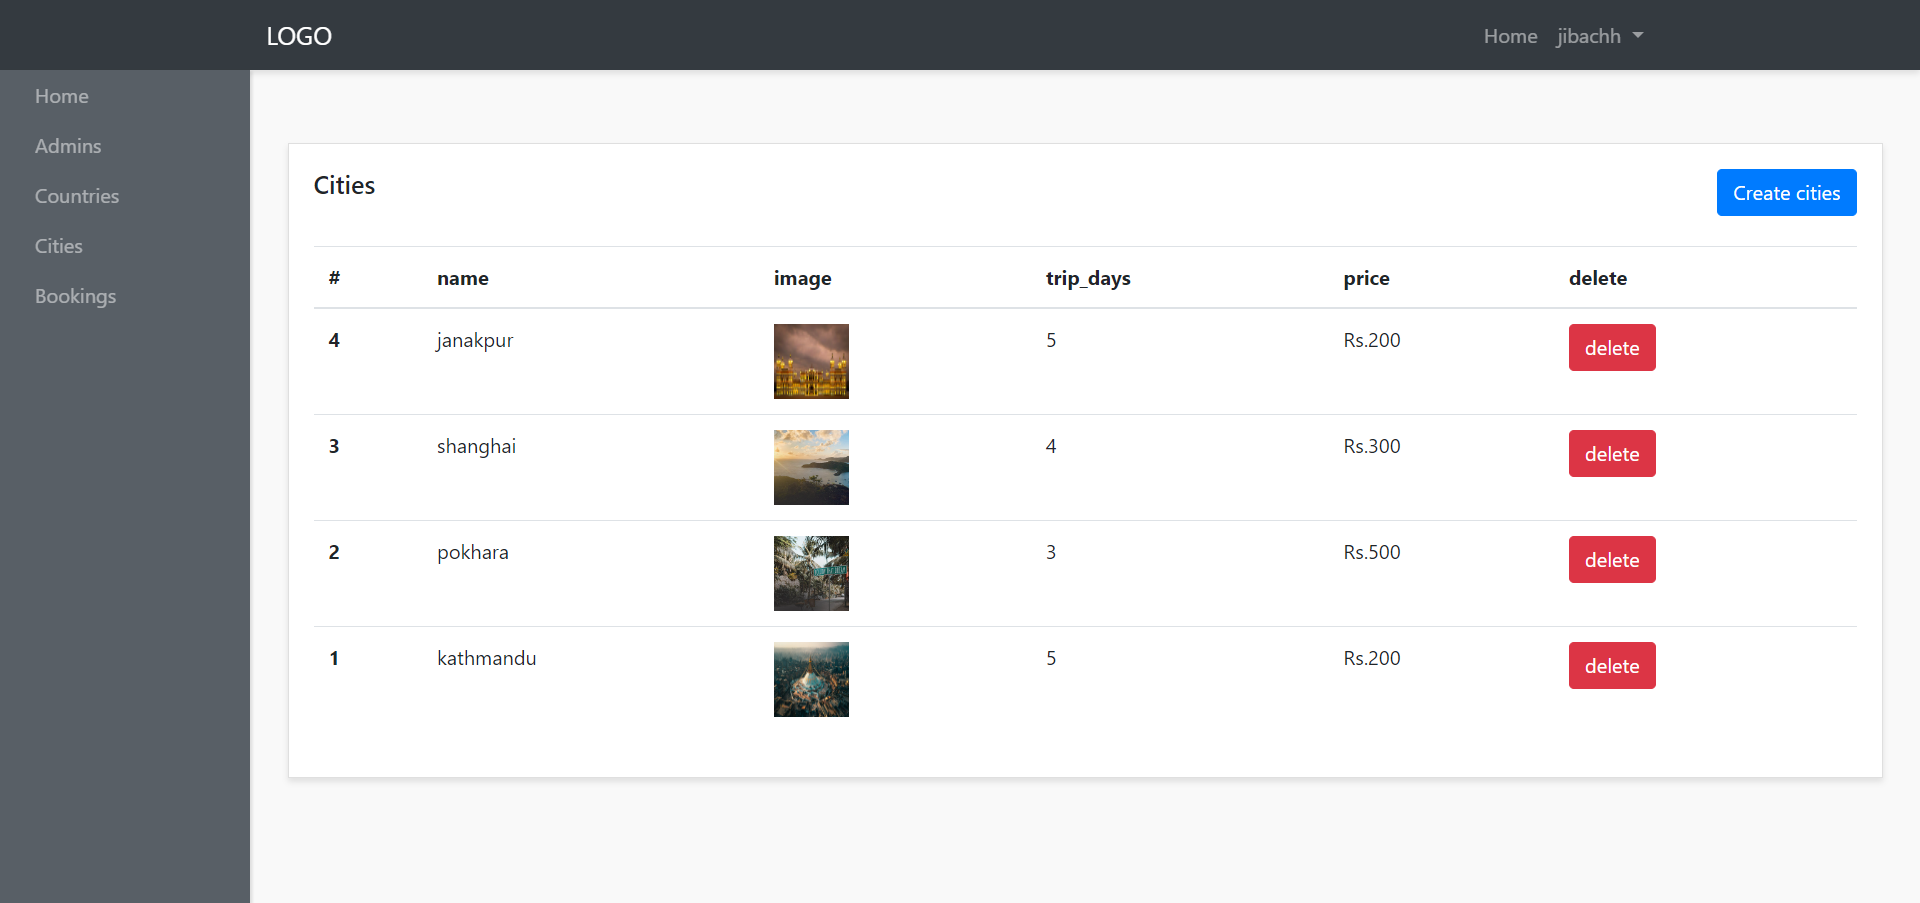 LOGO Home jibachh
Home
Admins
Countries
Cities
Bookings
Cities
Create cities
# name image trip_days price delete
4 janakpur 5 Rs.200 delete
3 shanghai 4 Rs.300 delete
2 pokhara 3 Rs.500 delete
1 kathmandu 5 Rs.200 delete